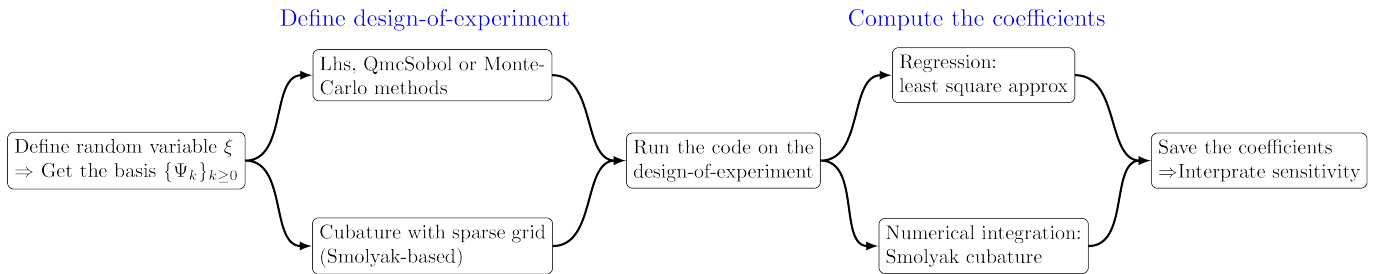 Define design-of-experiment
Compute the coefficients
Lhs, QmcSobol or Monte-
Carlo methods
Regression:
least square approx
Define random variable ξ
⇒ Get the basis {Ψₖ}ₖ≥₀
Run the code on the
design-of-experiment
Save the coefficients
⇒Interprate sensitivity
Cubature with sparse grid
(Smolyak-based)
Numerical integration:
Smolyak cubature